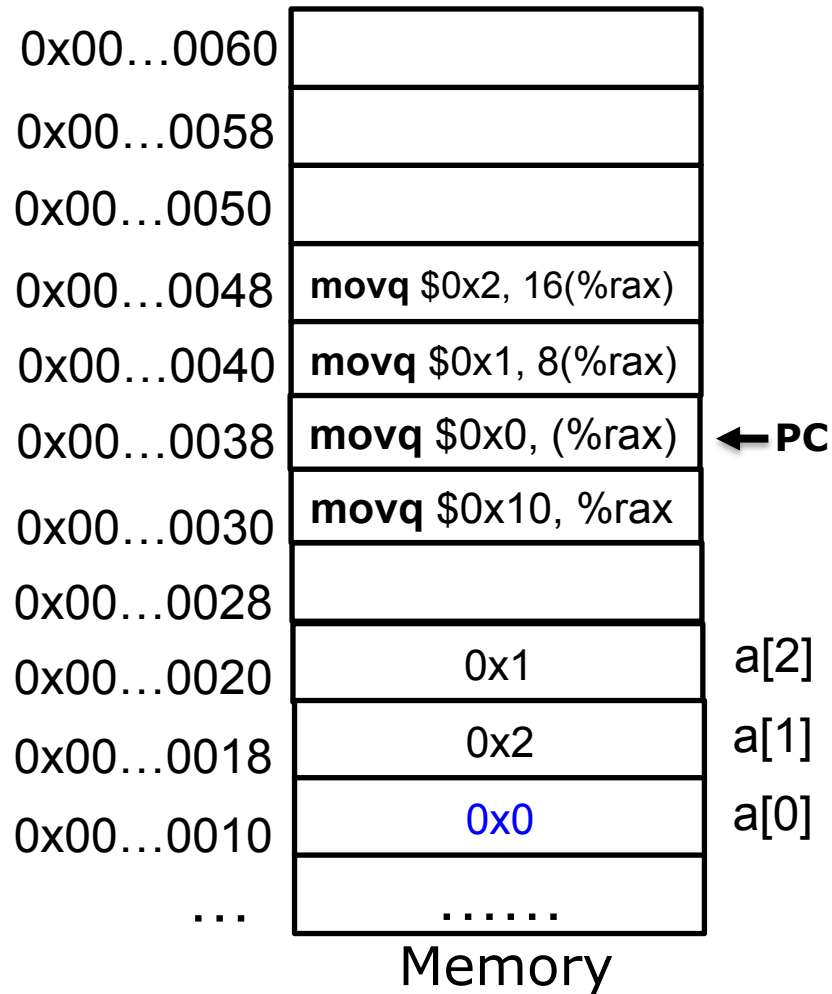 0x00…0060
0x00…0058
0x00…0050
0x00…0048 movq $0x2, 16(%rax)
0x00…0040 movq $0x1, 8(%rax)
0x00…0038 movq $0x0, (%rax) PC
0x00…0030 movq $0x10, %rax
0x00…0028
0x00…0020 0x1 a[2]
0x00…0018 0x2 a[1]
0x00…0010 0x0 a[0]
… ……
Memory